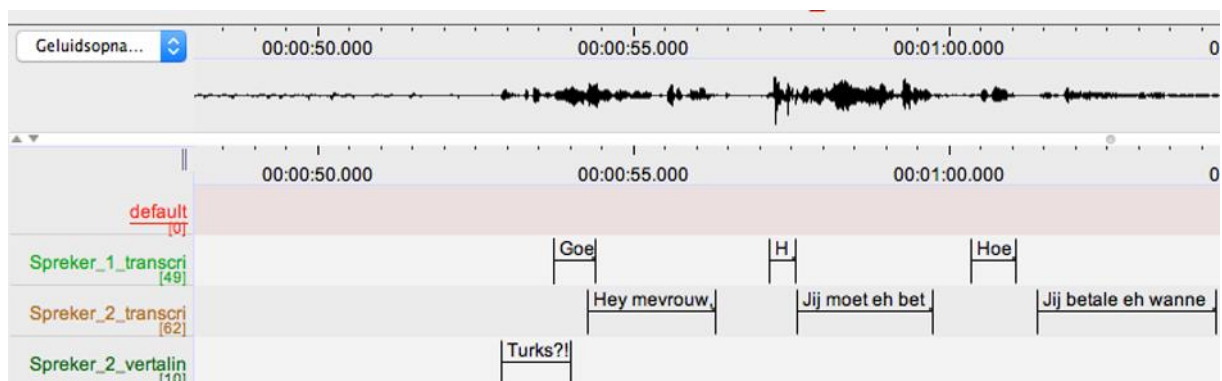 Geluidsopna... 00:00:50.000 00:00:55.000 00:01:00.000 0
00:00:50.000 00:00:55.000 00:01:00.000 0
default
[0]
Goe H Hoe
Spreker_1_transcri
[49]
Hey mevrouw, Jij moet eh bet Jij betale eh wanne
Spreker_2_transcri
[62]
Turks?!
Spreker_2_vertalin
[10]